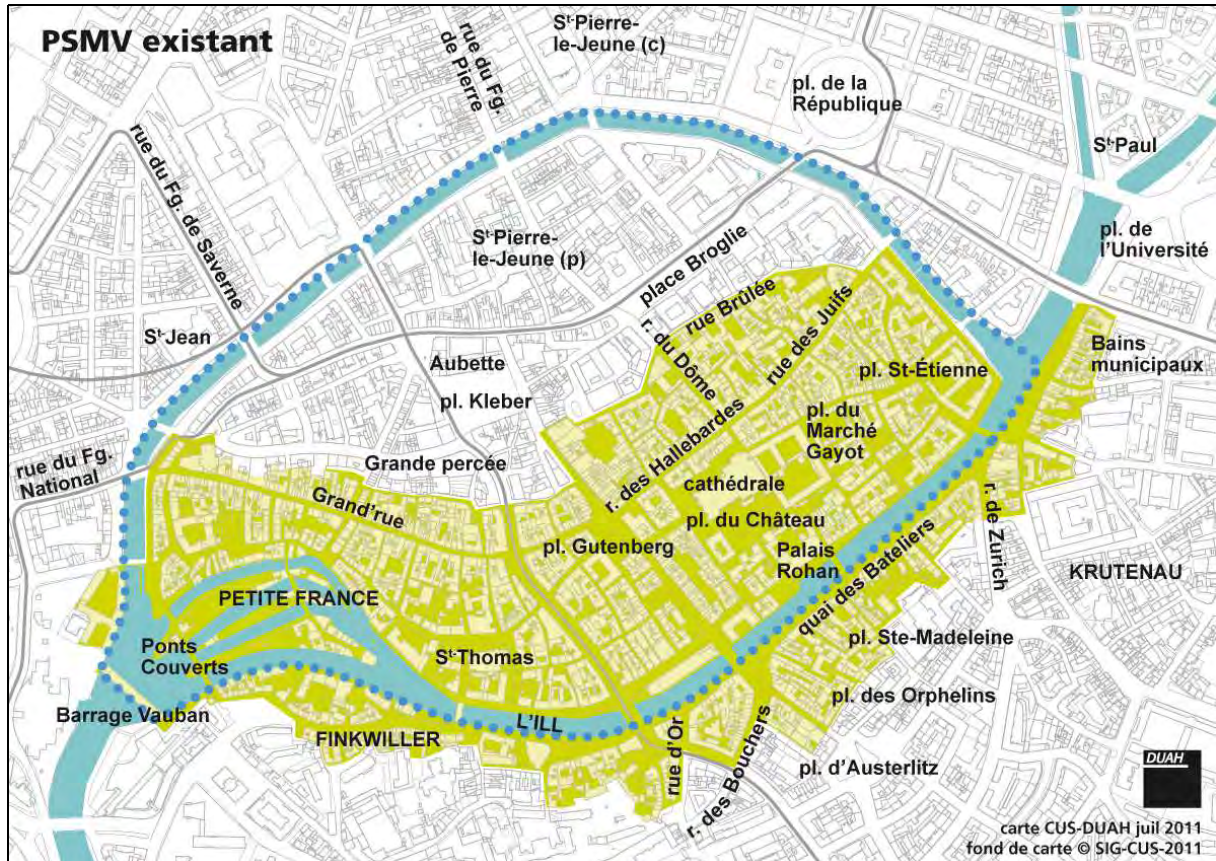 PSMV existant
rue du Fg.
de Pierre
St-Pierre-
le-Jeune (c)
pl. de la
République
St-Paul
rue du Fg. de Saverne
St-Pierre-
le-Jeune (p)
place Broglie
pl. de
l'Université
St-Jean
rue Brûlée
r. du Dôme
rue des Juifs
Aubette
pl. Kleber
pl. St-Étienne
Bains
municipaux
pl. du
Marché
Gayot
rue du Fg.
National
Grande percée
r. des Hallebardes
cathédrale
Grand'rue
pl. du Château
r. de Zurich
pl. Gutenberg
Palais
Rohan
quai des Bateliers
KRUTENAU
PETITE FRANCE
Ponts
Couverts
St-Thomas
pl. Ste-Madeleine
pl. des Orphelins
Barrage Vauban
L'ILL
FINKWILLER
rue d'Or
r. des Bouchers
pl. d'Austerlitz
DUAH
carte CUS-DUAH juil 2011
fond de carte © SIG-CUS-2011